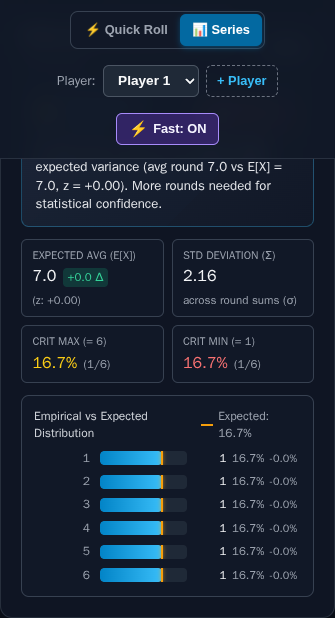 ⚡ Quick Roll 📊 Series
Player: Player 1 + Player
⚡ Fast: ON
expected variance (avg round 7.0 vs E[X] =
7.0, z = +0.00). More rounds needed for
statistical confidence.
EXPECTED AVG (E[X]) STD DEVIATION (Σ)
7.0 +0.0 Δ 2.16
(z: +0.00) across round sums (σ)
CRIT MAX (= 6) CRIT MIN (= 1)
16.7% (1/6) 16.7% (1/6)
Empirical vs Expected Expected:
Distribution 16.7%
1 1 16.7% -0.0%
2 1 16.7% -0.0%
3 1 16.7% -0.0%
4 1 16.7% -0.0%
5 1 16.7% -0.0%
6 1 16.7% -0.0%